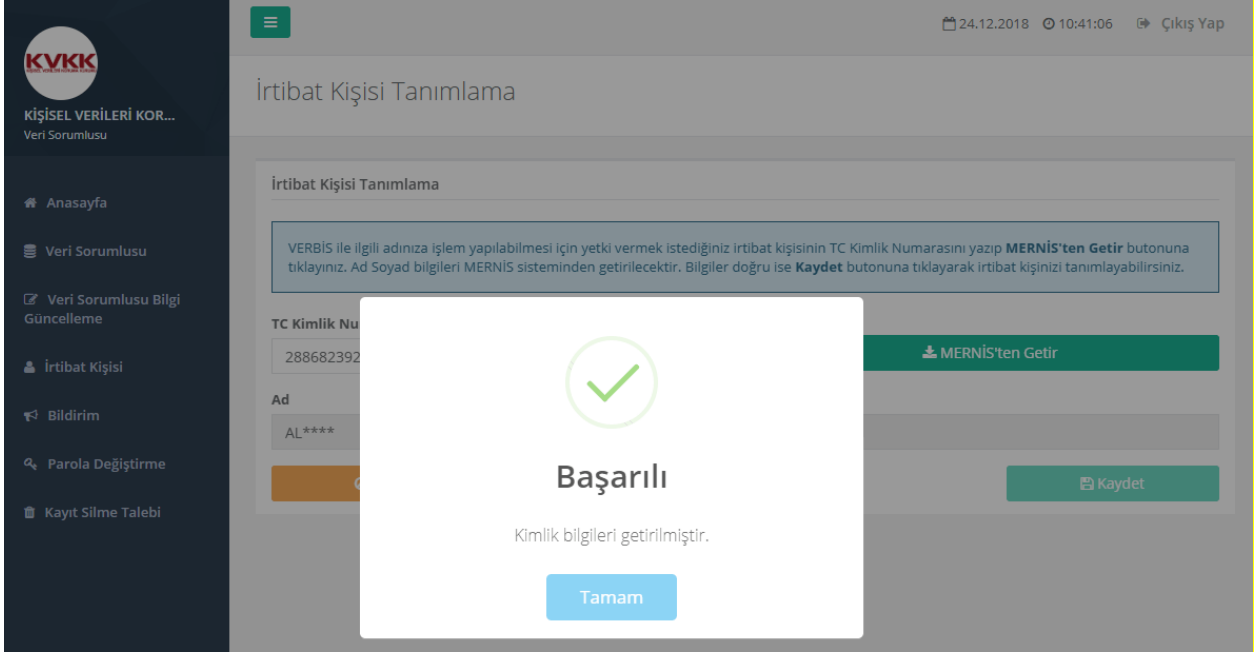 24.12.2018 10:41:06 Çıkış Yap
KVKK
KİŞİSEL VERİLERİ KOR...
Veri Sorumlusu
Anasayfa
Veri Sorumlusu
Veri Sorumlusu Bilgi
Güncelleme
İrtibat Kişisi
Bildirim
Parola Değiştirme
Kayıt Silme Talebi
İrtibat Kişisi Tanımlama
İrtibat Kişisi Tanımlama
VERBİS ile ilgili adınıza işlem yapılabilmesi için yetki vermek istediğiniz irtibat kişisinin TC Kimlik Numarasını yazıp MERNİS'ten Getir butonuna
tıklayınız. Ad Soyad bilgileri MERNİS sisteminden getirilecektir. Bilgiler doğru ise Kaydet butonuna tıklayarak irtibat kişinizi tanımlayabilirsiniz.
TC Kimlik Nu
288682392
MERNİS'ten Getir
Ad
AL****
Kaydet
Başarılı
Kimlik bilgileri getirilmiştir.
Tamam